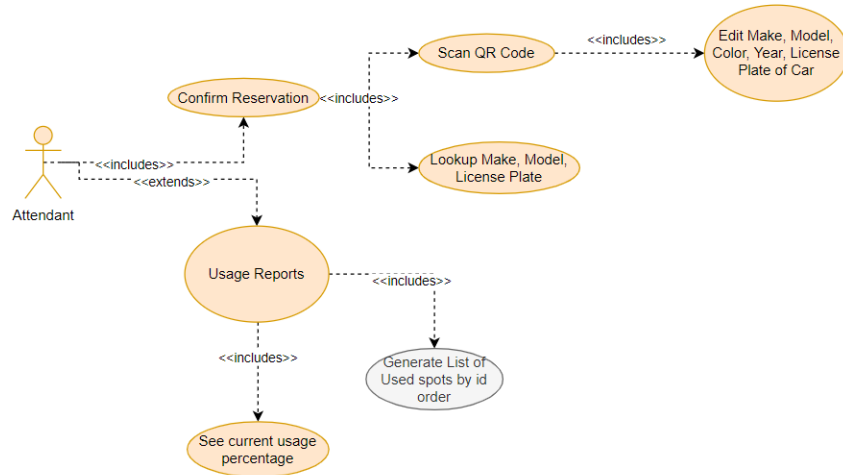 Scan QR Code
<<includes>>
Edit Make, Model,
Color, Year, License
Plate of Car
Confirm Reservation
<<includes>>
Lookup Make, Model,
License Plate
<<includes>>
<<extends>>
Attendant
Usage Reports
<<includes>>
<<includes>>
Generate List of
Used spots by id
order
See current usage
percentage